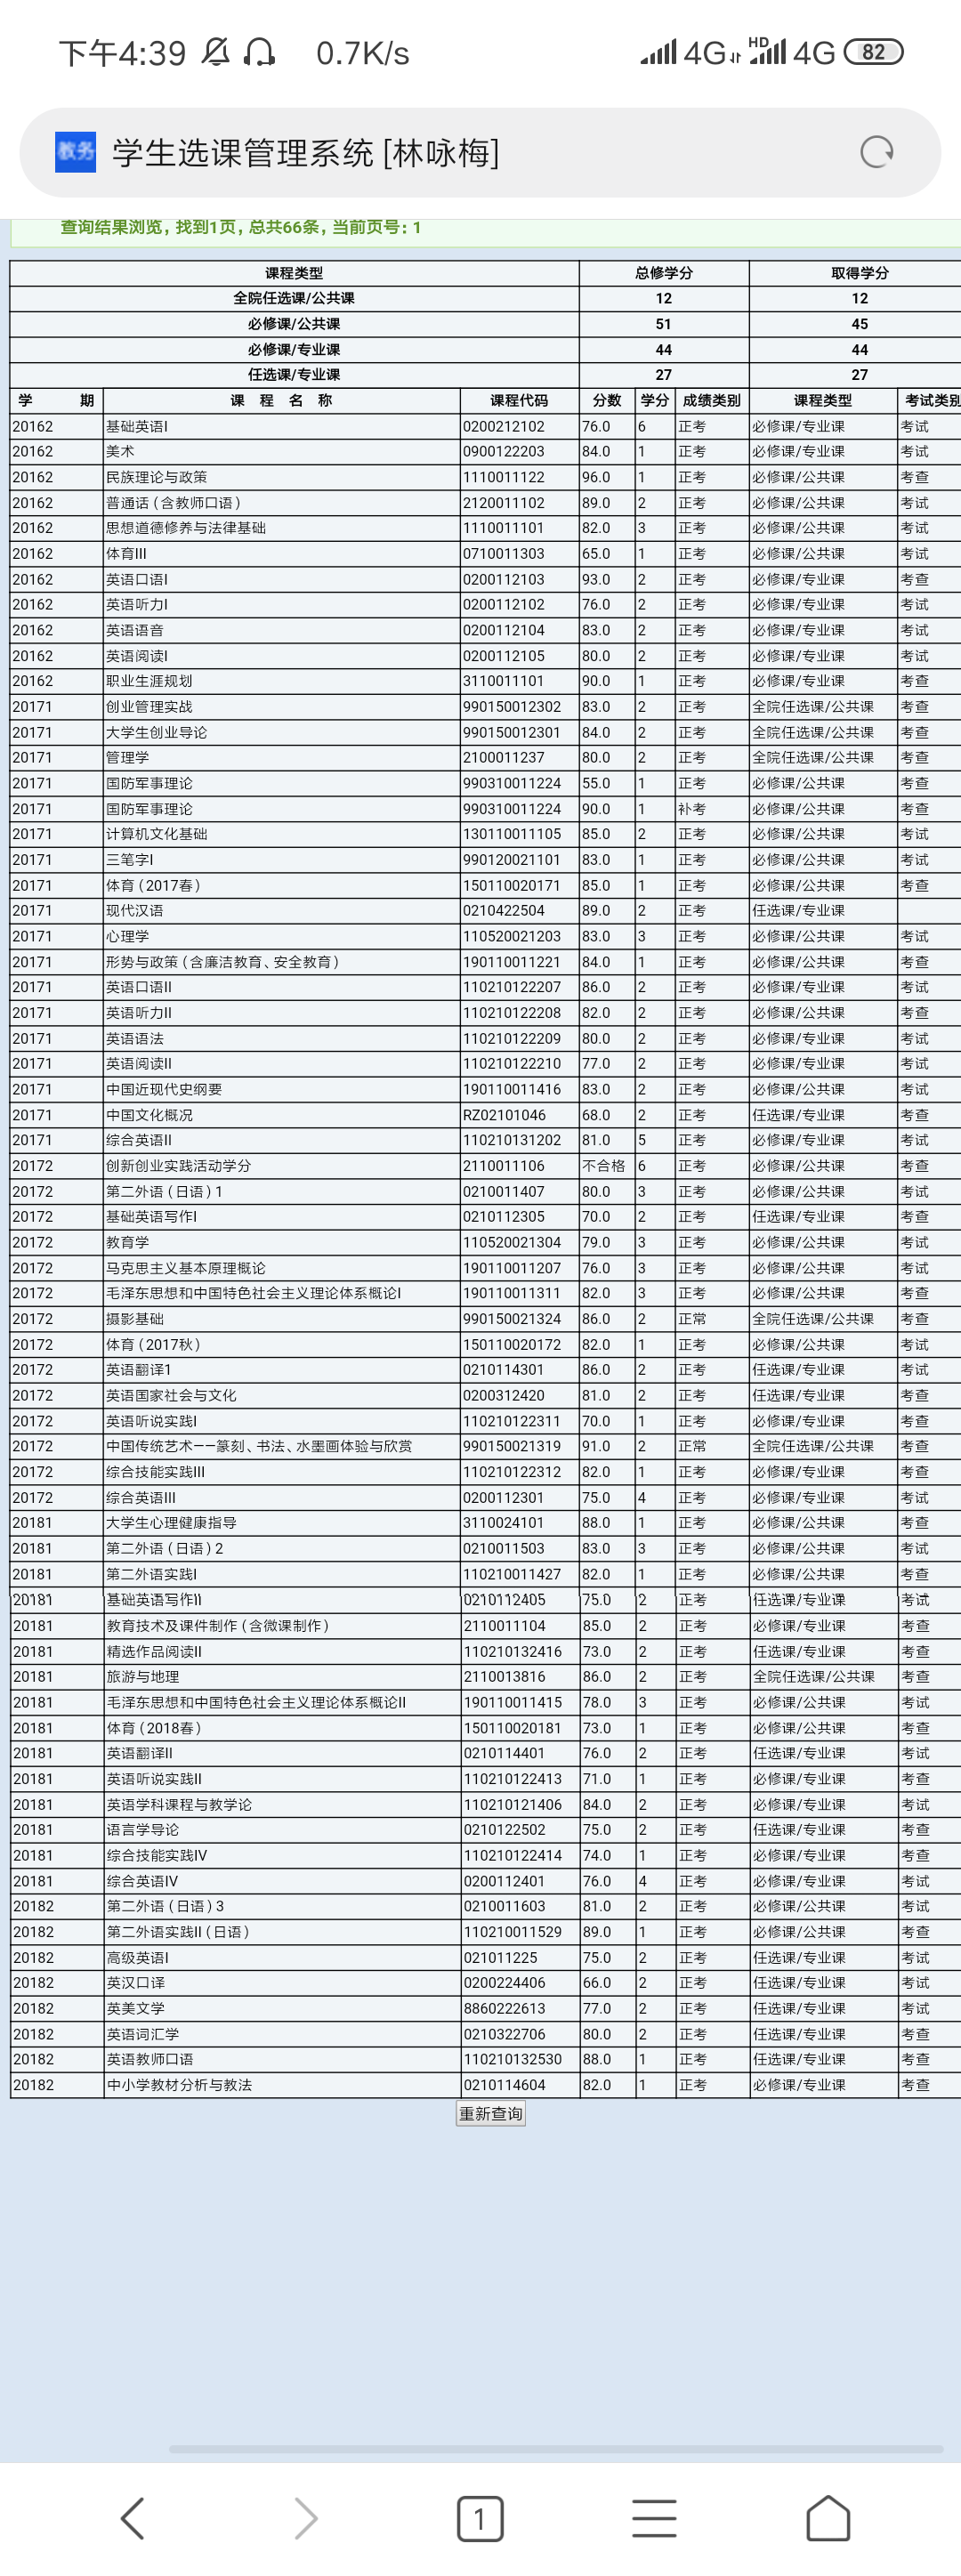 下午4:39 0.7K/s 4G HD 4G 82
教务 学生选课管理系统 [林咏梅]
查询结果浏览, 找到1页, 总共66条, 当前页号: 1
课程类型 总修学分 取得学分
全院任选课/公共课 12 12
必修课/公共课 51 45
必修课/专业课 44 44
任选课/专业课 27 27
学 期 课 程 名 称 课程代码 分数 学分 成绩类别 课程类型 考试类别
20162 基础英语I 0200212102 76.0 6 正考 必修课/专业课 考试
20162 美术 0900122203 84.0 1 正考 必修课/专业课 考试
20162 民族理论与政策 1110011122 96.0 1 正考 必修课/公共课 考查
20162 普通话 (含教师口语) 2120011102 89.0 2 正考 必修课/公共课 考试
20162 思想道德修养与法律基础 1110011101 82.0 3 正考 必修课/公共课 考试
20162 体育III 0710011303 65.0 1 正考 必修课/公共课 考试
20162 英语口语I 0200112103 93.0 2 正考 必修课/专业课 考查
20162 英语听力I 0200112102 76.0 2 正考 必修课/专业课 考试
20162 英语语音 0200112104 83.0 2 正考 必修课/专业课 考试
20162 英语阅读I 0200112105 80.0 2 正考 必修课/专业课 考试
20162 职业生涯规划 3110011101 90.0 1 正考 必修课/专业课 考查
20171 创业管理实战 990150012302 83.0 2 正考 全院任选课/公共课 考查
20171 大学生创业导论 990150012301 84.0 2 正考 全院任选课/公共课 考查
20171 管理学 2100011237 80.0 2 正考 全院任选课/公共课 考查
20171 国防军事理论 990310011224 55.0 1 正考 必修课/公共课 考查
20171 国防军事理论 990310011224 90.0 1 补考 必修课/公共课 考查
20171 计算机文化基础 130110011105 85.0 2 正考 必修课/公共课 考试
20171 三笔字I 990120021101 83.0 1 正考 必修课/公共课 考试
20171 体育 (2017春) 150110020171 85.0 1 正考 必修课/公共课 考查
20171 现代汉语 0210422504 89.0 2 正考 任选课/专业课
20171 心理学 110520021203 83.0 3 正考 必修课/公共课 考试
20171 形势与政策 (含廉洁教育、安全教育) 190110011221 84.0 1 正考 必修课/公共课 考查
20171 英语口语II 110210122207 86.0 2 正考 必修课/专业课 考试
20171 英语听力II 110210122208 82.0 2 正考 必修课/专业课 考查
20171 英语语法 110210122209 80.0 2 正考 必修课/专业课 考试
20171 英语阅读II 110210122210 77.0 2 正考 必修课/专业课 考试
20171 中国近现代史纲要 190110011416 83.0 2 正考 必修课/公共课 考试
20171 中国文化概况 RZ02101046 68.0 2 正考 任选课/专业课 考查
20171 综合英语II 110210131202 81.0 5 正考 必修课/专业课 考试
20172 创新创业实践活动学分 2110011106 不合格 6 正考 必修课/公共课 考查
20172 第二外语 (日语) 1 0210011407 80.0 3 正考 必修课/公共课 考试
20172 基础英语写作I 0210112305 70.0 2 正考 任选课/专业课 考查
20172 教育学 110520021304 79.0 3 正考 必修课/公共课 考试
20172 马克思主义基本原理概论 190110011207 76.0 3 正考 必修课/公共课 考试
20172 毛泽东思想和中国特色社会主义理论体系概论I 190110011311 82.0 3 正考 必修课/公共课 考查
20172 摄影基础 990150021324 86.0 2 正常 全院任选课/公共课 考查
20172 体育 (2017秋) 150110020172 82.0 1 正考 必修课/公共课 考试
20172 英语翻译1 0210114301 86.0 2 正考 任选课/专业课 考试
20172 英语国家社会与文化 0200312420 81.0 2 正考 任选课/专业课 考查
20172 英语听说实践I 110210122311 70.0 1 正考 必修课/专业课 考查
20172 中国传统艺术——篆刻、书法、水墨画体验与欣赏 990150021319 91.0 2 正常 全院任选课/公共课 考查
20172 综合技能实践III 110210122312 82.0 1 正考 必修课/专业课 考查
20172 综合英语III 0200112301 75.0 4 正考 必修课/专业课 考试
20181 大学生心理健康指导 3110024101 88.0 1 正考 必修课/公共课 考查
20181 第二外语 (日语) 2 0210011503 83.0 3 正考 必修课/公共课 考试
20181 第二外语实践I 110210011427 82.0 1 正考 必修课/公共课 考查
20181 基础英语写作II 0210112405 75.0 2 正考 任选课/专业课 考试
20181 教育技术及课件制作 (含微课制作) 2110011104 85.0 2 正考 必修课/专业课 考查
20181 精选作品阅读II 110210132416 73.0 2 正考 任选课/专业课 考查
20181 旅游与地理 2110013816 86.0 2 正考 全院任选课/公共课 考查
20181 毛泽东思想和中国特色社会主义理论体系概论II 190110011415 78.0 3 正考 必修课/公共课 考试
20181 体育 (2018春) 150110020181 73.0 1 正考 必修课/公共课 考查
20181 英语翻译II 0210114401 76.0 2 正考 任选课/专业课 考试
20181 英语听说实践II 110210122413 71.0 1 正考 必修课/专业课 考查
20181 英语学科课程与教学论 110210121406 84.0 2 正考 必修课/专业课 考试
20181 语言学导论 0210122502 75.0 2 正考 任选课/专业课 考查
20181 综合技能实践IV 110210122414 74.0 1 正考 必修课/专业课 考查
20181 综合英语IV 0200112401 76.0 4 正考 必修课/专业课 考试
20182 第二外语 (日语) 3 0210011603 81.0 2 正考 必修课/公共课 考试
20182 第二外语实践II (日语) 110210011529 89.0 1 正考 必修课/公共课 考查
20182 高级英语I 021011225 75.0 2 正考 任选课/专业课 考试
20182 英汉口译 0200224406 66.0 2 正考 任选课/专业课 考试
20182 英美文学 8860222613 77.0 2 正考 任选课/专业课 考试
20182 英语词汇学 0210322706 80.0 2 正考 任选课/专业课 考查
20182 英语教师口语 110210132530 88.0 1 正考 任选课/专业课 考查
20182 中小学教材分析与教法 0210114604 82.0 1 正考 必修课/专业课 考查
重新查询
1